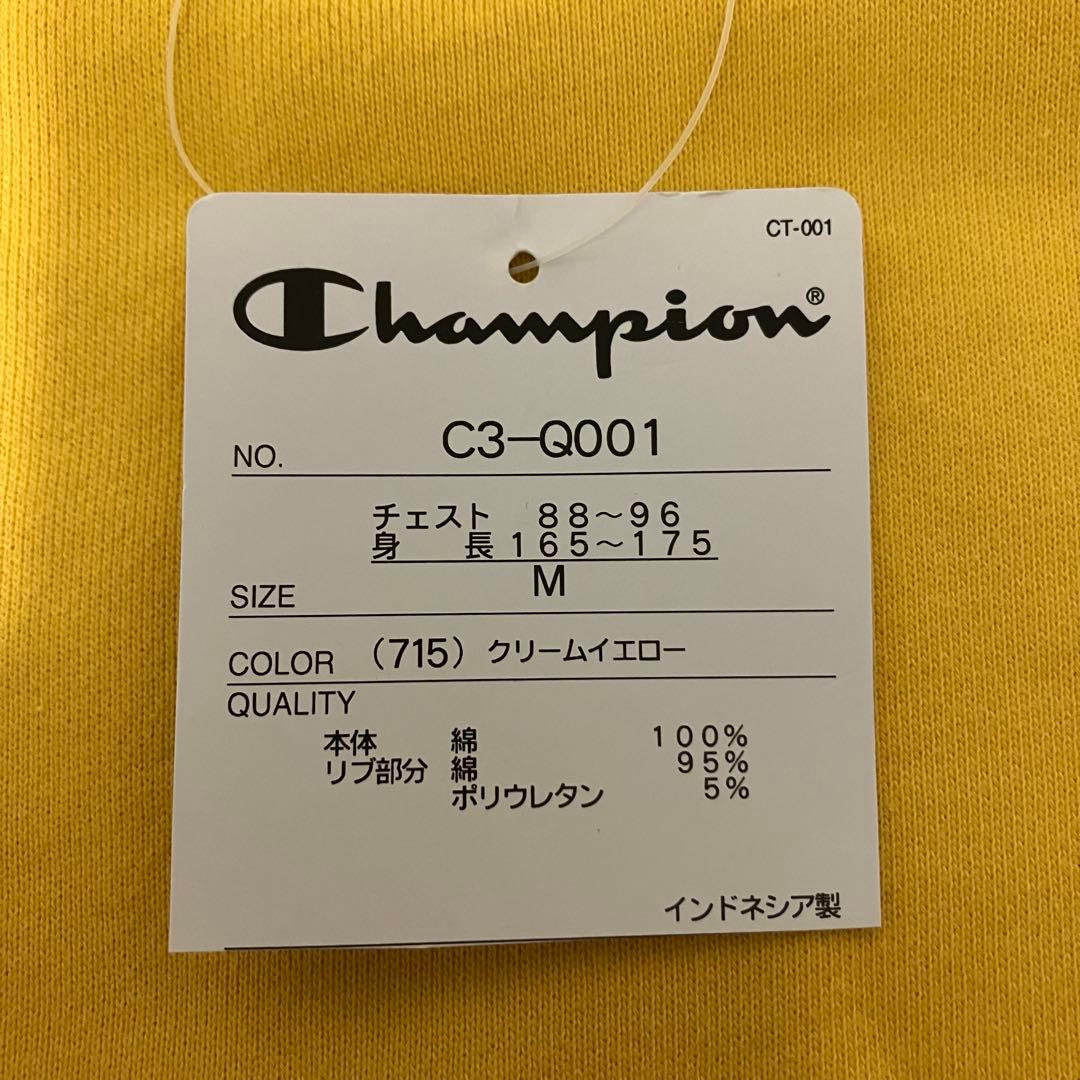 CT-001
Champion®
NO. C3-Q001
チェスト 88~96
身 長 165~175
SIZE M
COLOR (715) クリームイエロー
QUALITY
本体 綿 100%
リブ部分 綿 95%
ポリウレタン 5%
インドネシア製